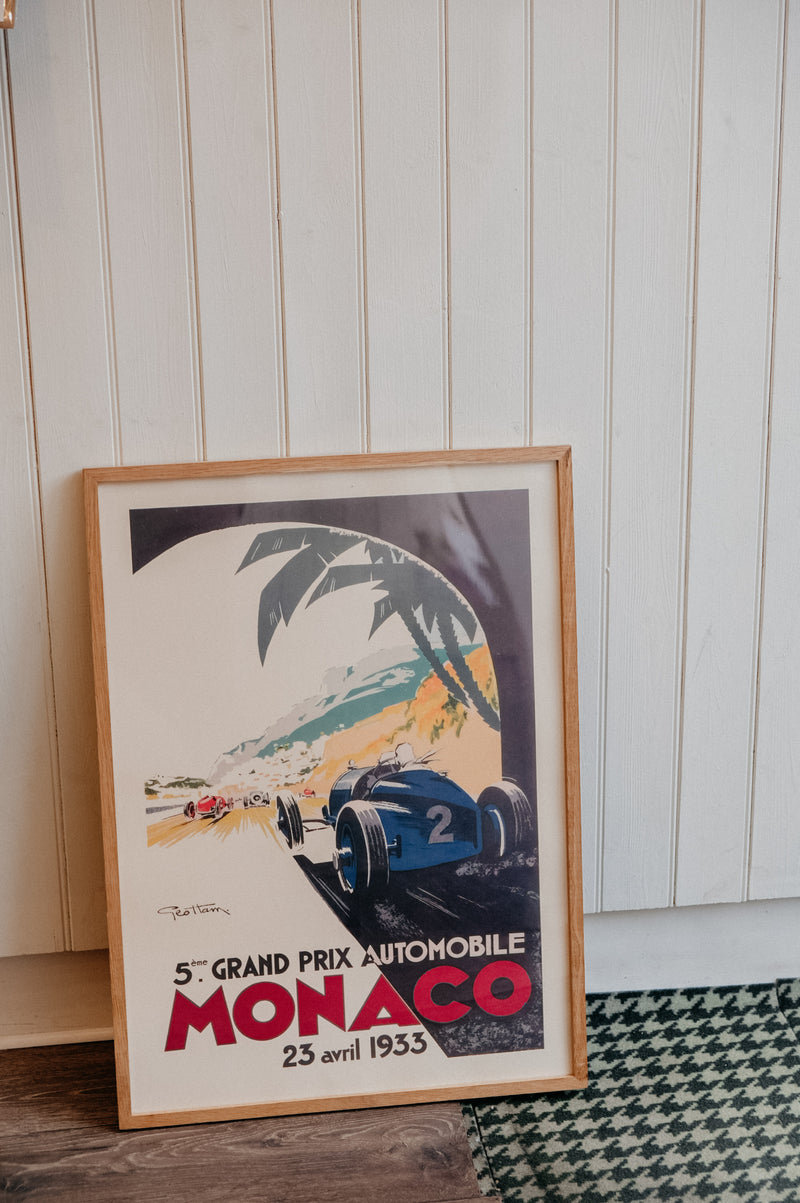 2
Geo Ham
5ème. GRAND PRIX AUTOMOBILE
MONACO
23 avril 1933